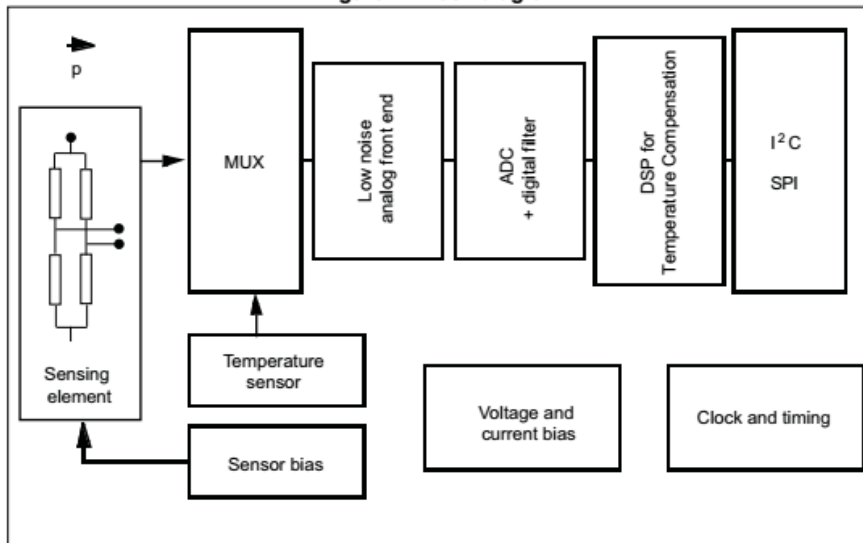 p
MUX
Low noise
analog front end
ADC
+ digital filter
DSP for
Temperature Compensation
I²C
SPI
Sensing
element
Temperature
sensor
Sensor bias
Voltage and
current bias
Clock and timing